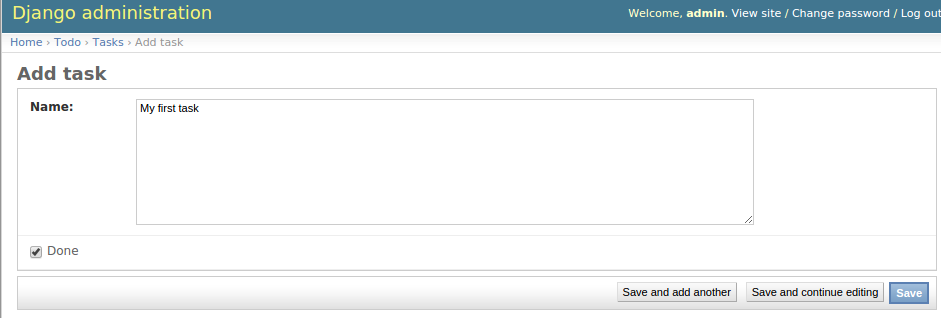 Django administration
Welcome, admin. View site / Change password / Log out
Home › Todo › Tasks › Add task
Add task
Name:
My first task
Done
Save and add another
Save and continue editing
Save